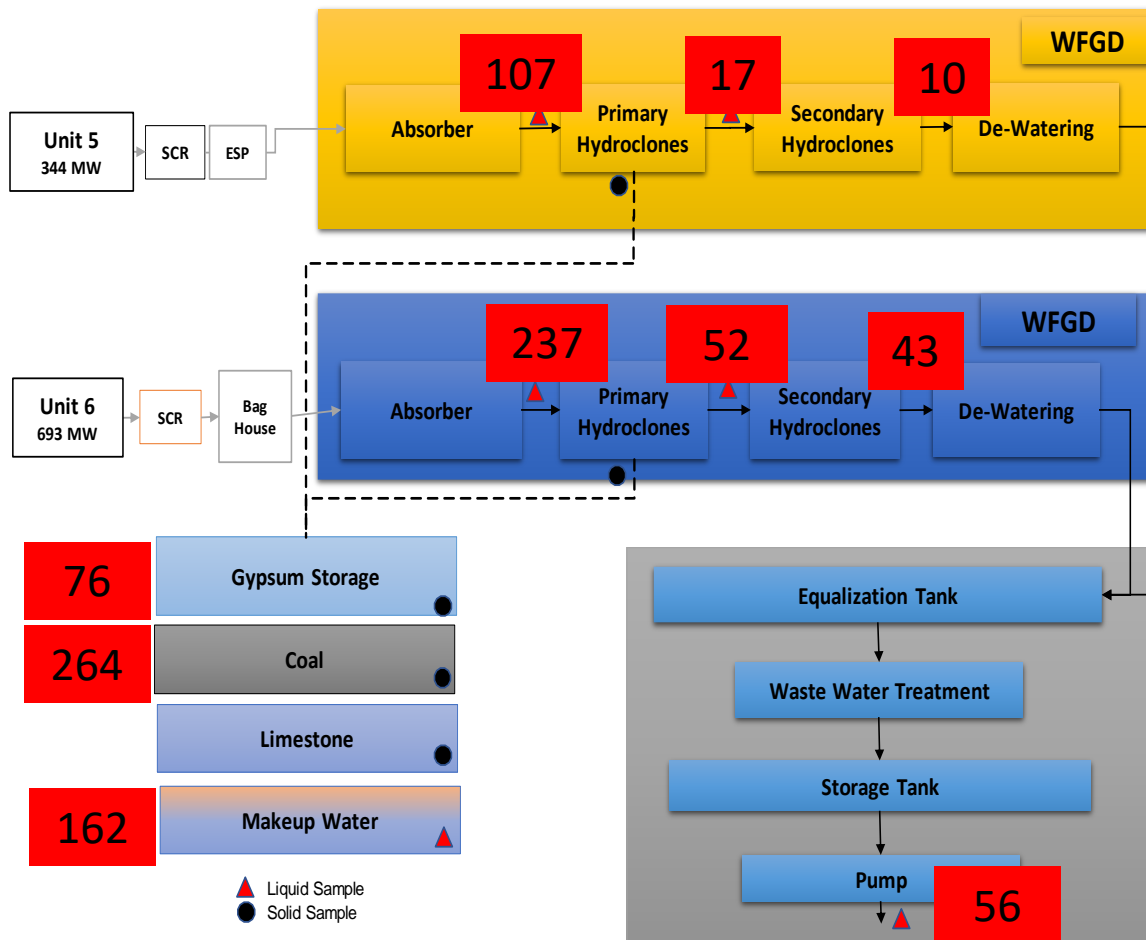 WFGD
107
17
10
Unit 5
344 MW
SCR
ESP
Absorber
Primary
Hydroclones
Secondary
Hydroclones
De-Watering
WFGD
237
52
43
Unit 6
693 MW
SCR
Bag
House
Absorber
Primary
Hydroclones
Secondary
Hydroclones
De-Watering
76
Gypsum Storage
264
Coal
Limestone
162
Makeup Water
Liquid Sample
Solid Sample
Equalization Tank
Waste Water Treatment
Storage Tank
Pump
56